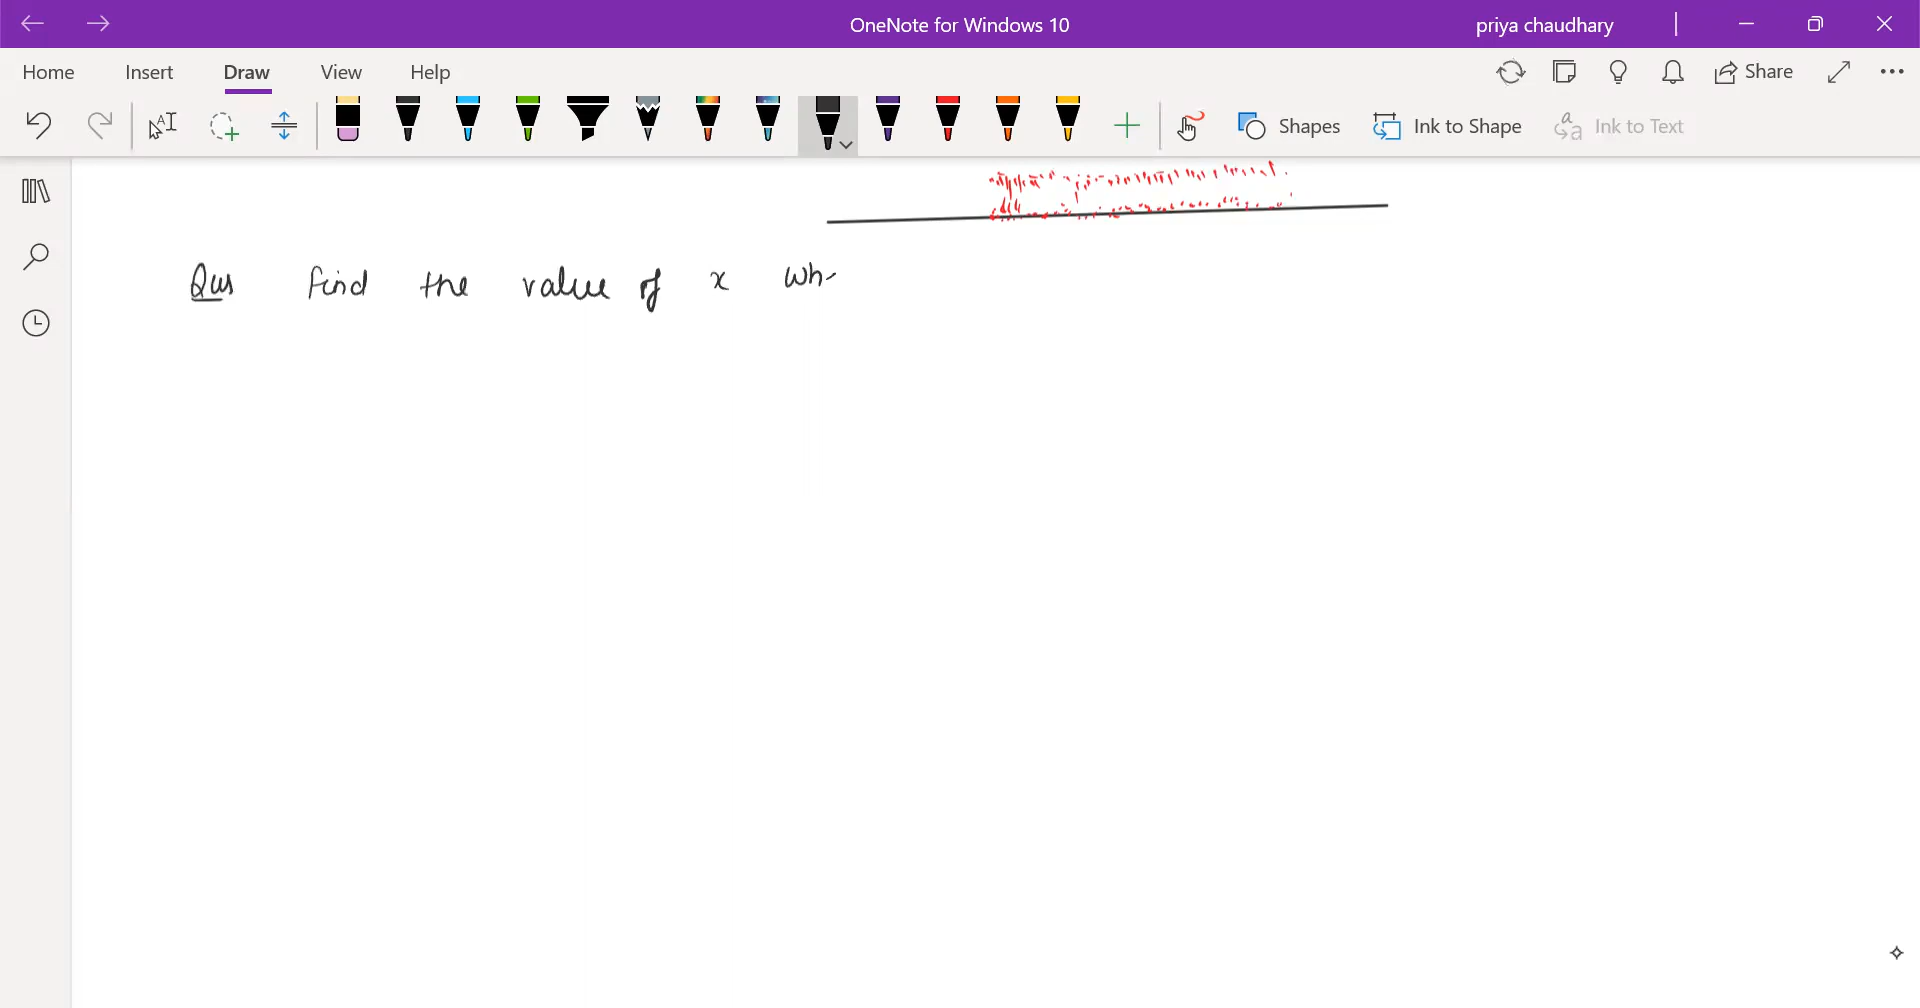 OneNote for Windows 10
priya chaudhary
Home Insert Draw View Help
Share
Shapes Ink to Shape Ink to Text
Ques find the value of x wh